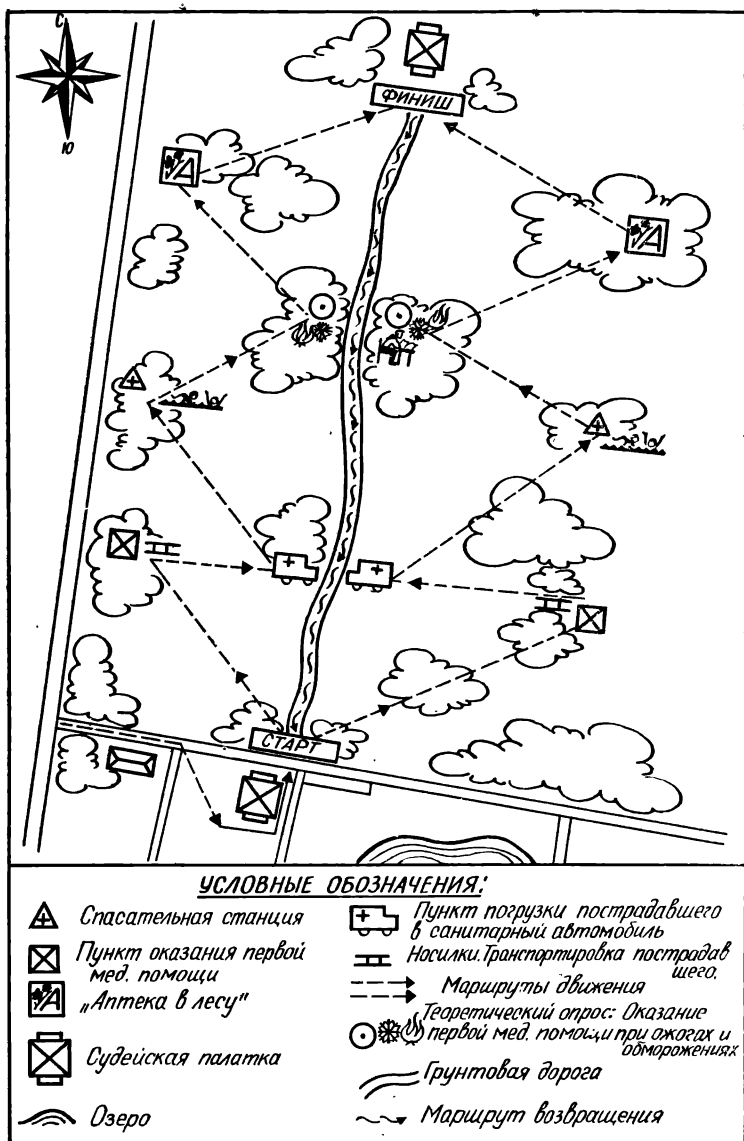 С
Ю
ФИНИШ
А
А
СТАРТ
УСЛОВНЫЕ ОБОЗНАЧЕНИЯ:
Спасательная станция
Пункт оказания первой
мед. помощи
А
„Аптека в лесу"
Судейская палатка
Озеро
Пункт погрузки пострадавшего
в санитарный автомобиль
Носилки. Транспортировка пострадав
шего.
Маршруты движения
Теоретический опрос: Оказание
первой мед. помощи при ожогах и
обморожениях
Грунтовая дорога
Маршрут возвращения